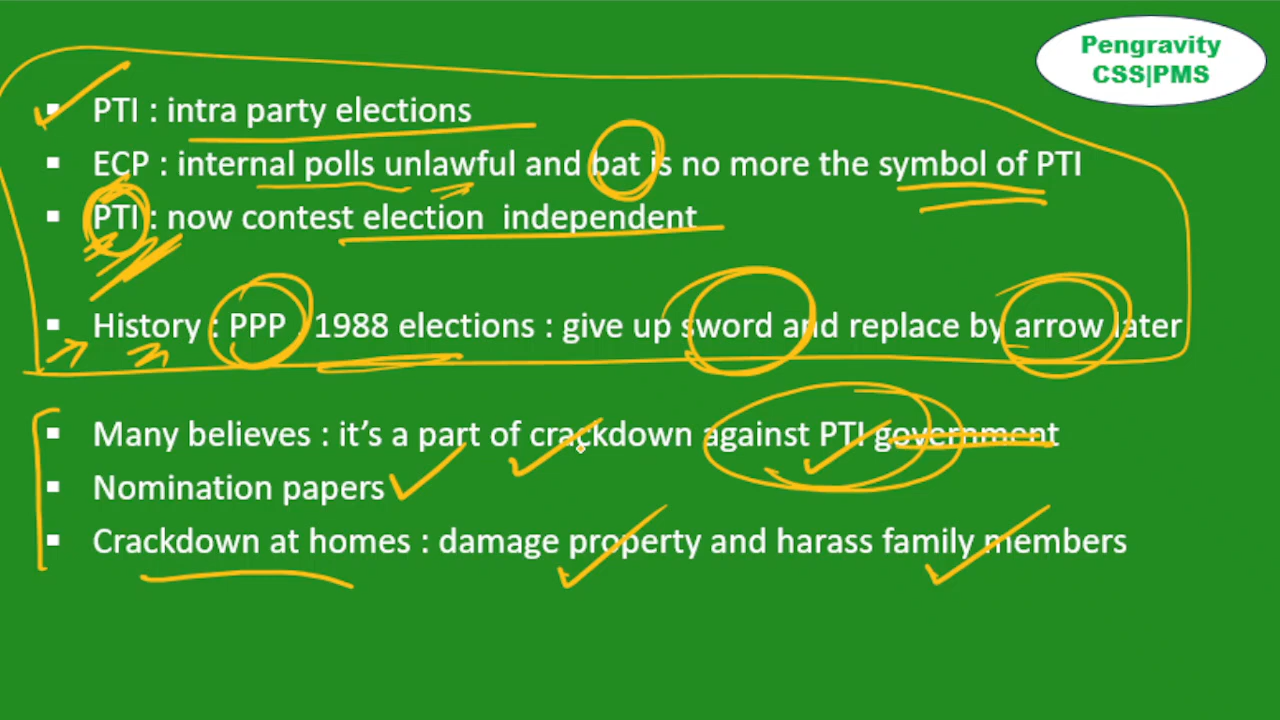 Pengravity
CSS|PMS
PTI : intra party elections
ECP : internal polls unlawful and bat is no more the symbol of PTI
PTI : now contest election independent
History : PPP : 1988 elections : give up sword and replace by arrow later
Many believes : it's a part of crackdown against PTI government
Nomination papers
Crackdown at homes : damage property and harass family members